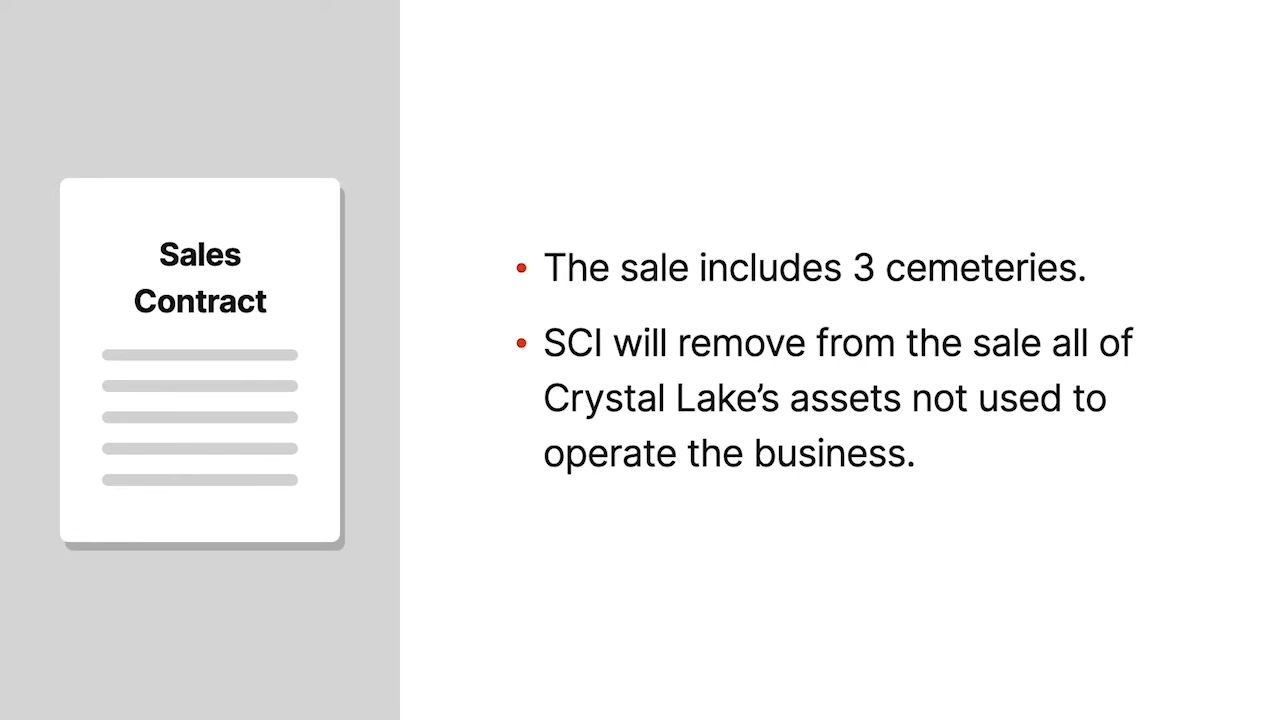 Sales
Contract
• The sale includes 3 cemeteries.
• SCI will remove from the sale all of
Crystal Lake’s assets not used to
operate the business.